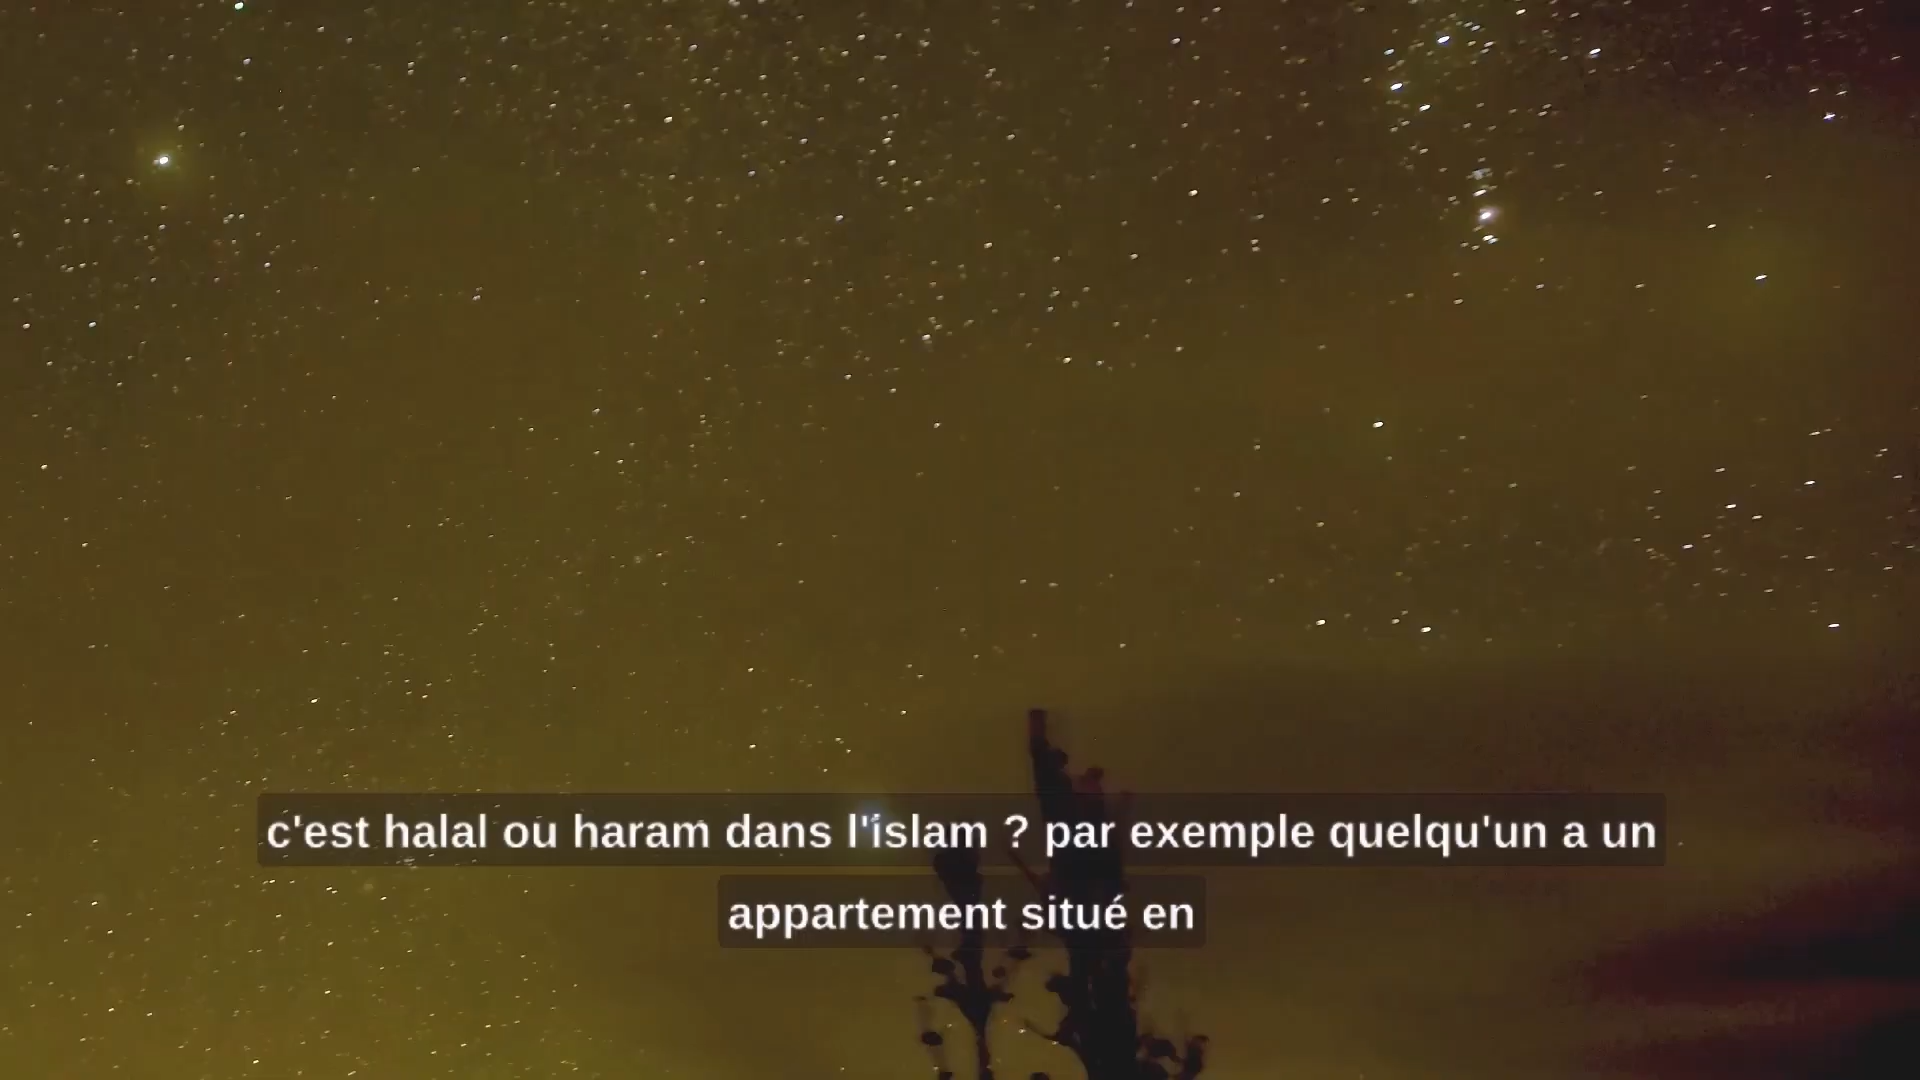 c'est halal ou haram dans l'islam ? par exemple quelqu'un a un
appartement situé en